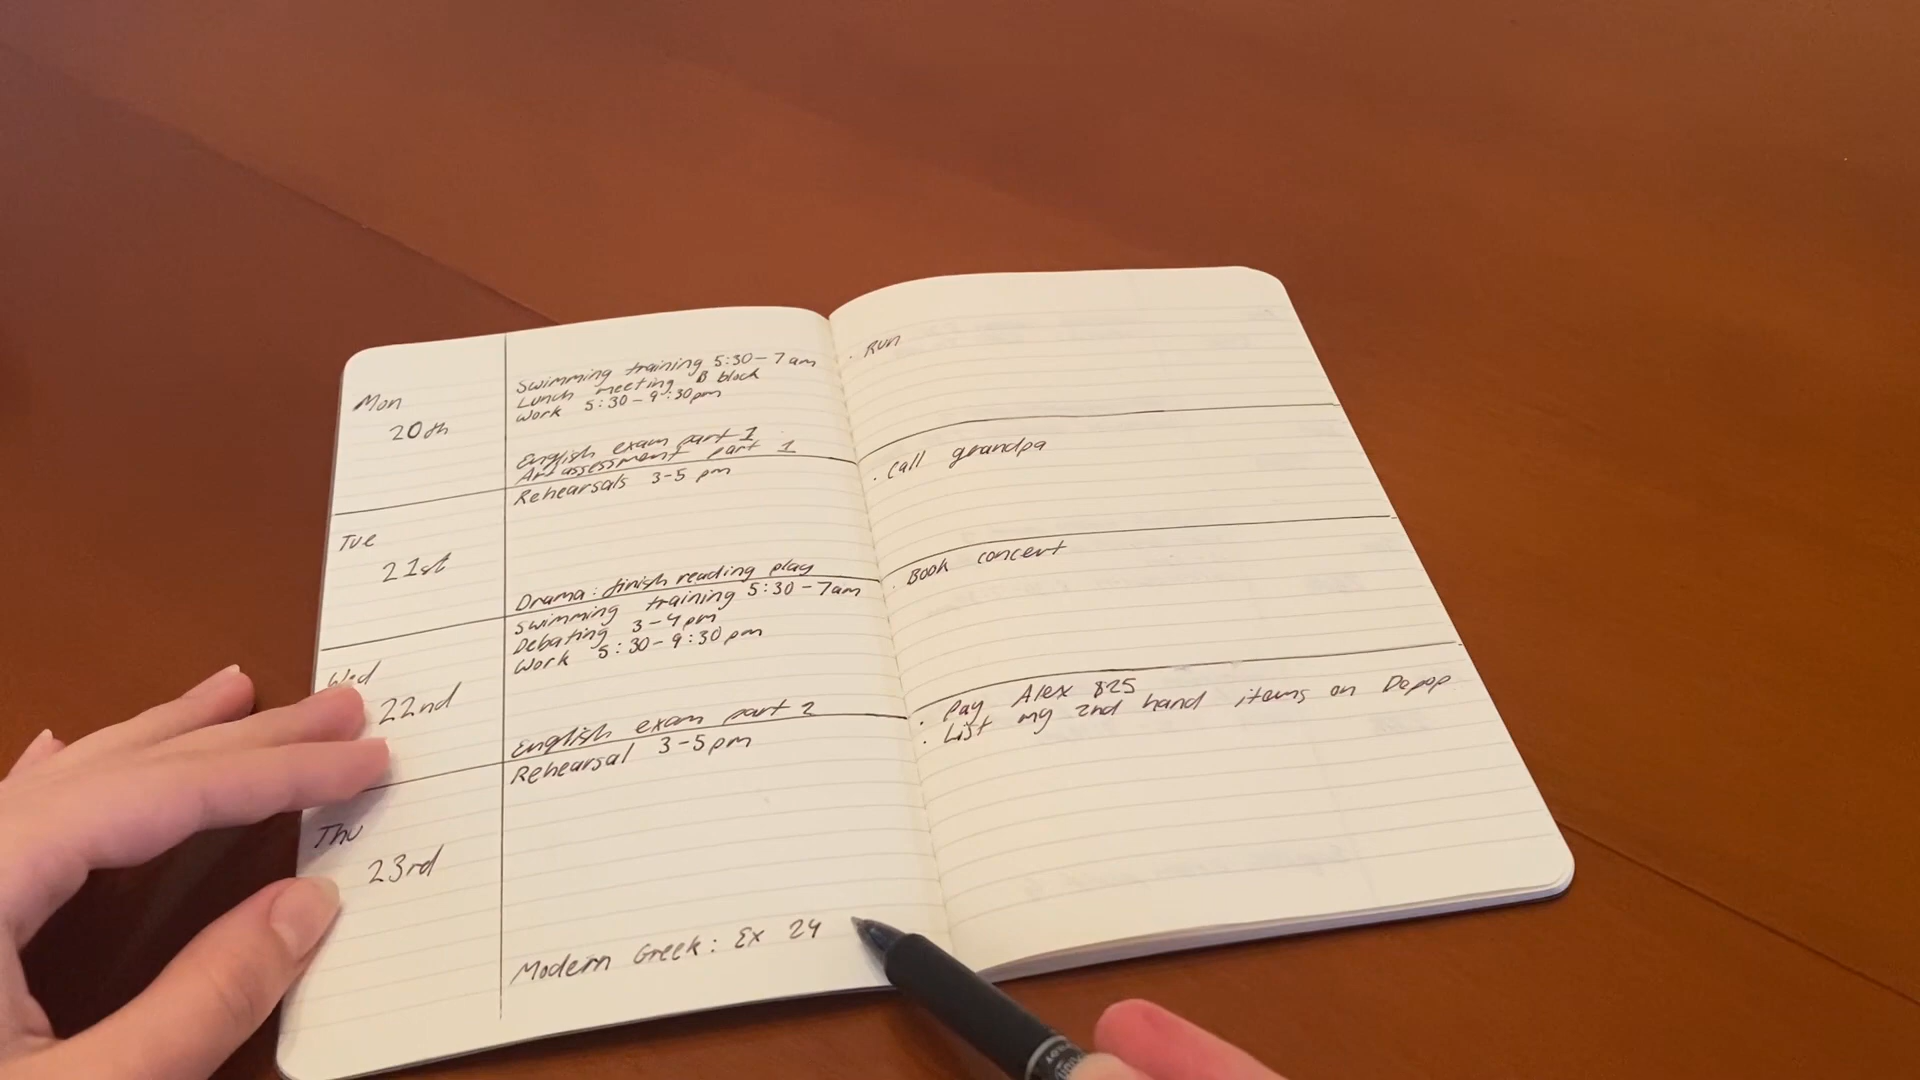 Mon
20th
Swimming training 5:30-7am
Lunch meeting B block
Work 5:30-9:30pm
English exam part 1
Art assessment part 1
Tue
21st
Rehearsals 3-5 pm
Drama: finish reading play
Wed
22nd
Swimming training 5:30-7am
Debating 3-4pm
Work 5:30-9:30pm
English exam part 2
Thu
23rd
Rehearsal 3-5pm
Modern Greek: Ex 24
· Run
· Call grandpa
· Book concert
· Pay Alex $25
· List my 2nd hand items on Depop